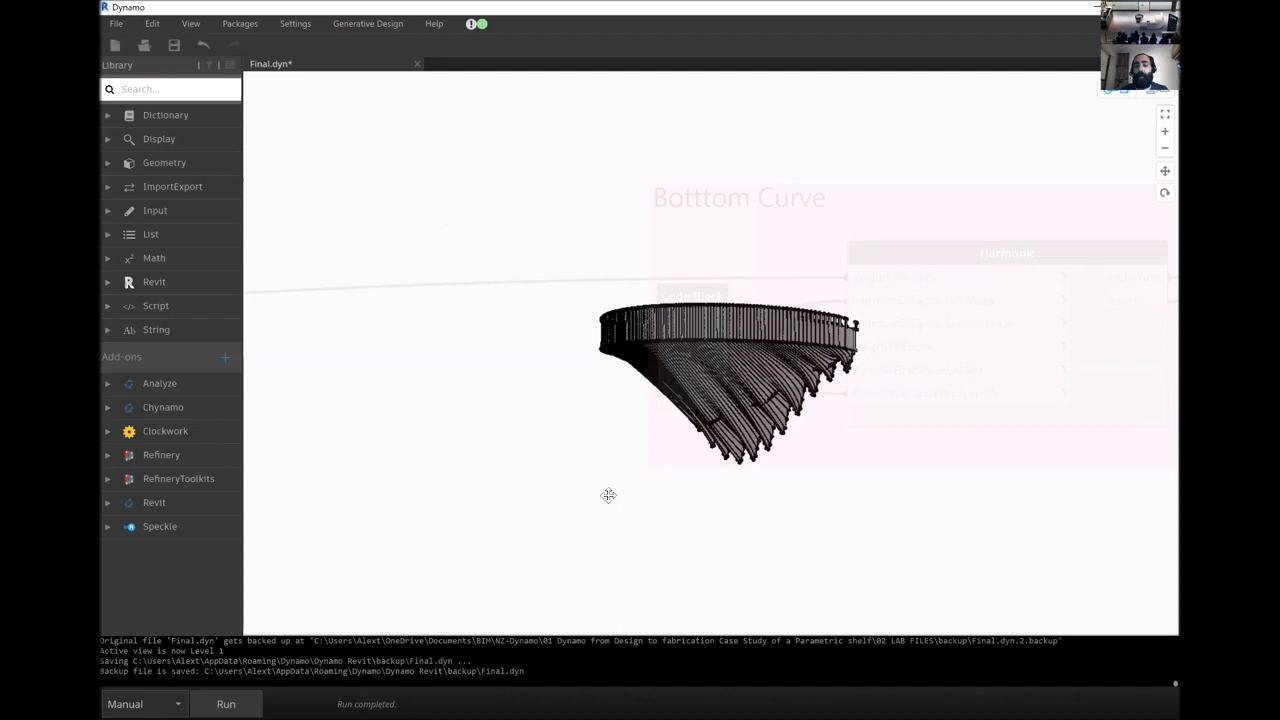 Dynamo
File Edit View Packages Settings Generative Design Help
Library
Final.dyn*
Search...
Dictionary
Display
Geometry
ImportExport
Input
List
Math
Revit
Script
String
Add-ons
Analyze
Chynamo
Clockwork
Refinery
RefineryToolkits
Revit
Speckle
Botttom Curve
Harmonic
Code Block
Original file 'Final.dyn' gets backed up at 'C:\Users\Alext\OneDrive\Documents\BIM\NZ-Dynamo\01 Dynamo from Design to fabrication Case Study of a Parametric shelf\02 LAB FILES\backup\Final.dyn.2.backup'
Active view is now Level 1
Saving C:\Users\Alext\AppData\Roaming\Dynamo\Dynamo Revit\backup\Final.dyn ...
Backup file is saved: C:\Users\Alext\AppData\Roaming\Dynamo\Dynamo Revit\backup\Final.dyn
Manual
Run
Run completed.